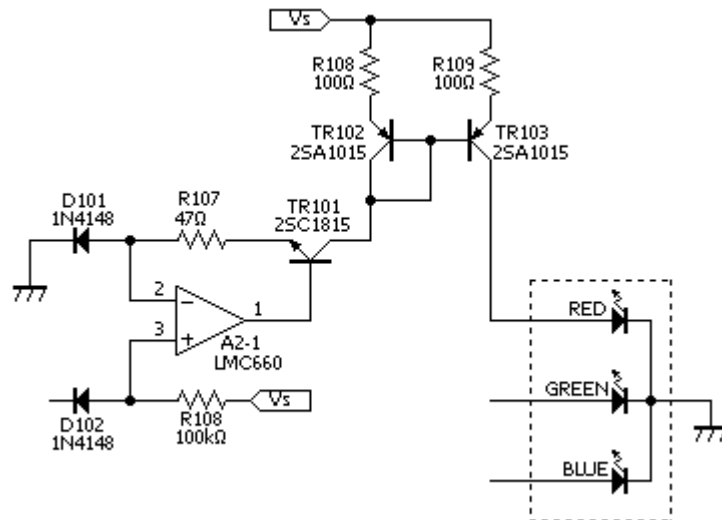 Vs
R108
100Ω
R109
100Ω
TR102
2SA1015
TR103
2SA1015
D101
1N4148
R107
47Ω
TR101
2SC1815
2
−
1
3
+
A2-1
LMC660
D102
1N4148
R108
100kΩ
Vs
RED
GREEN
BLUE